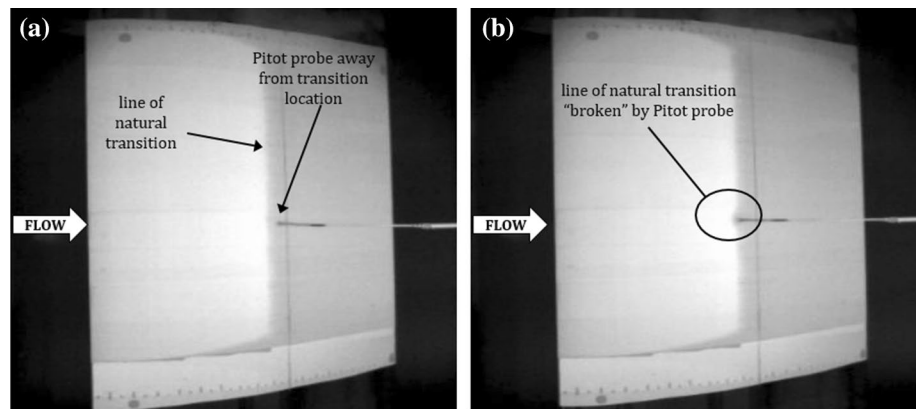 (a)
Pitot probe away
from transition
location
line of
natural
transition
FLOW
(b)
line of natural transition
“broken” by Pitot probe
FLOW